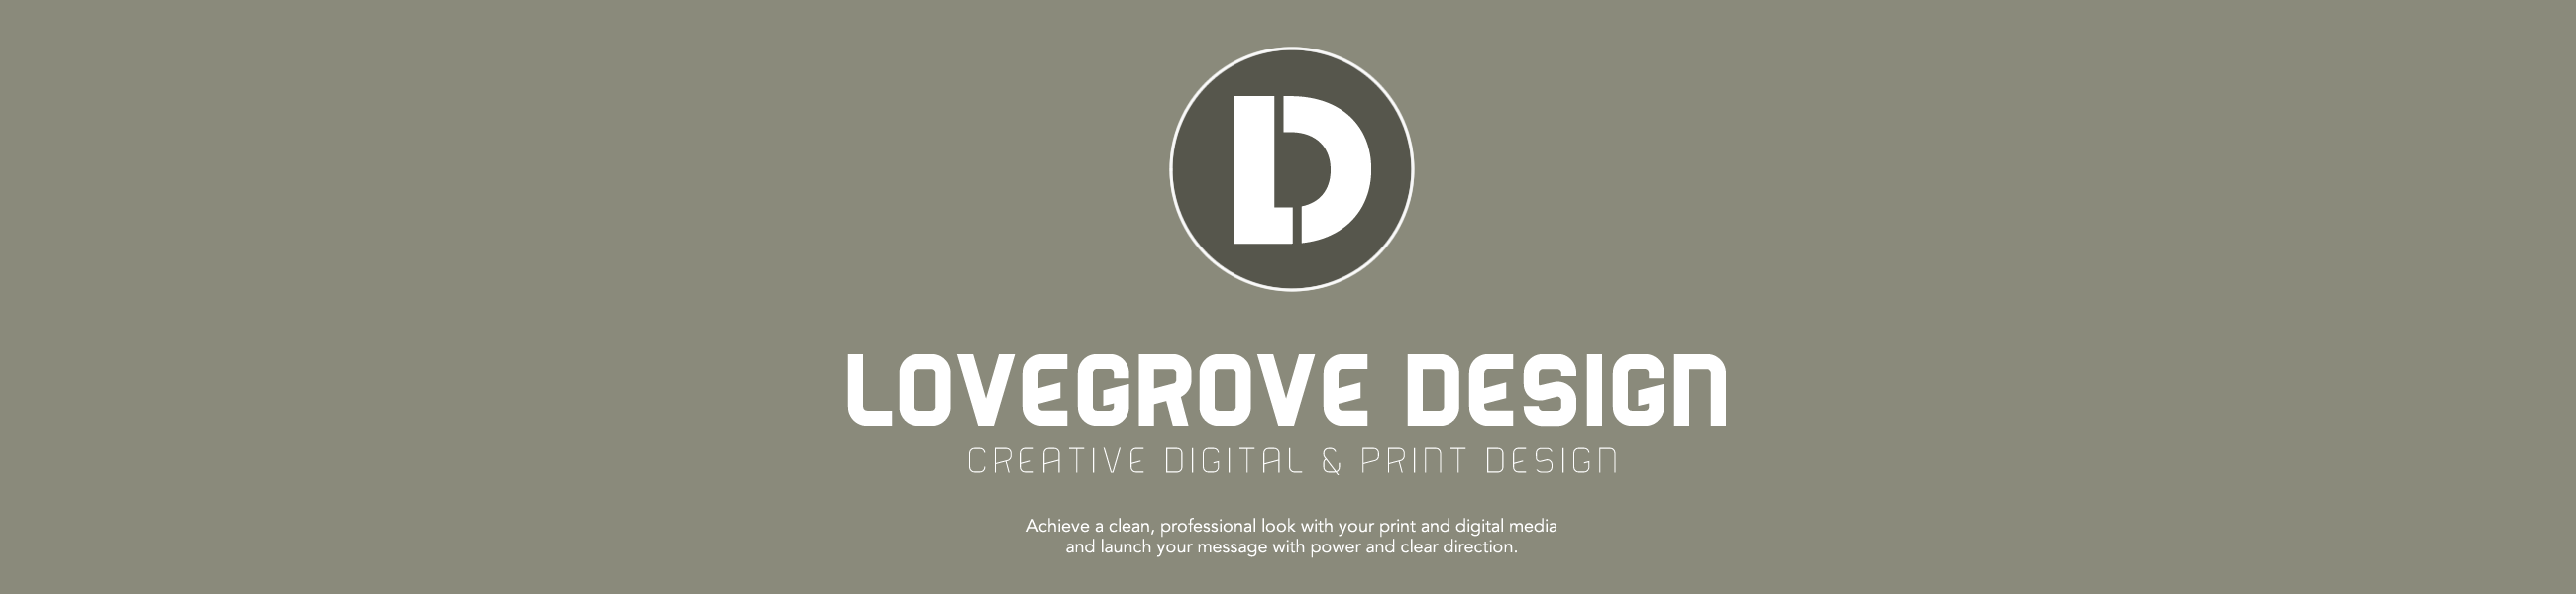 LD
LOVEGROVE DESIGN
CREATIVE DIGITAL & PRINT DESIGN
Achieve a clean, professional look with your print and digital media
and launch your message with power and clear direction.